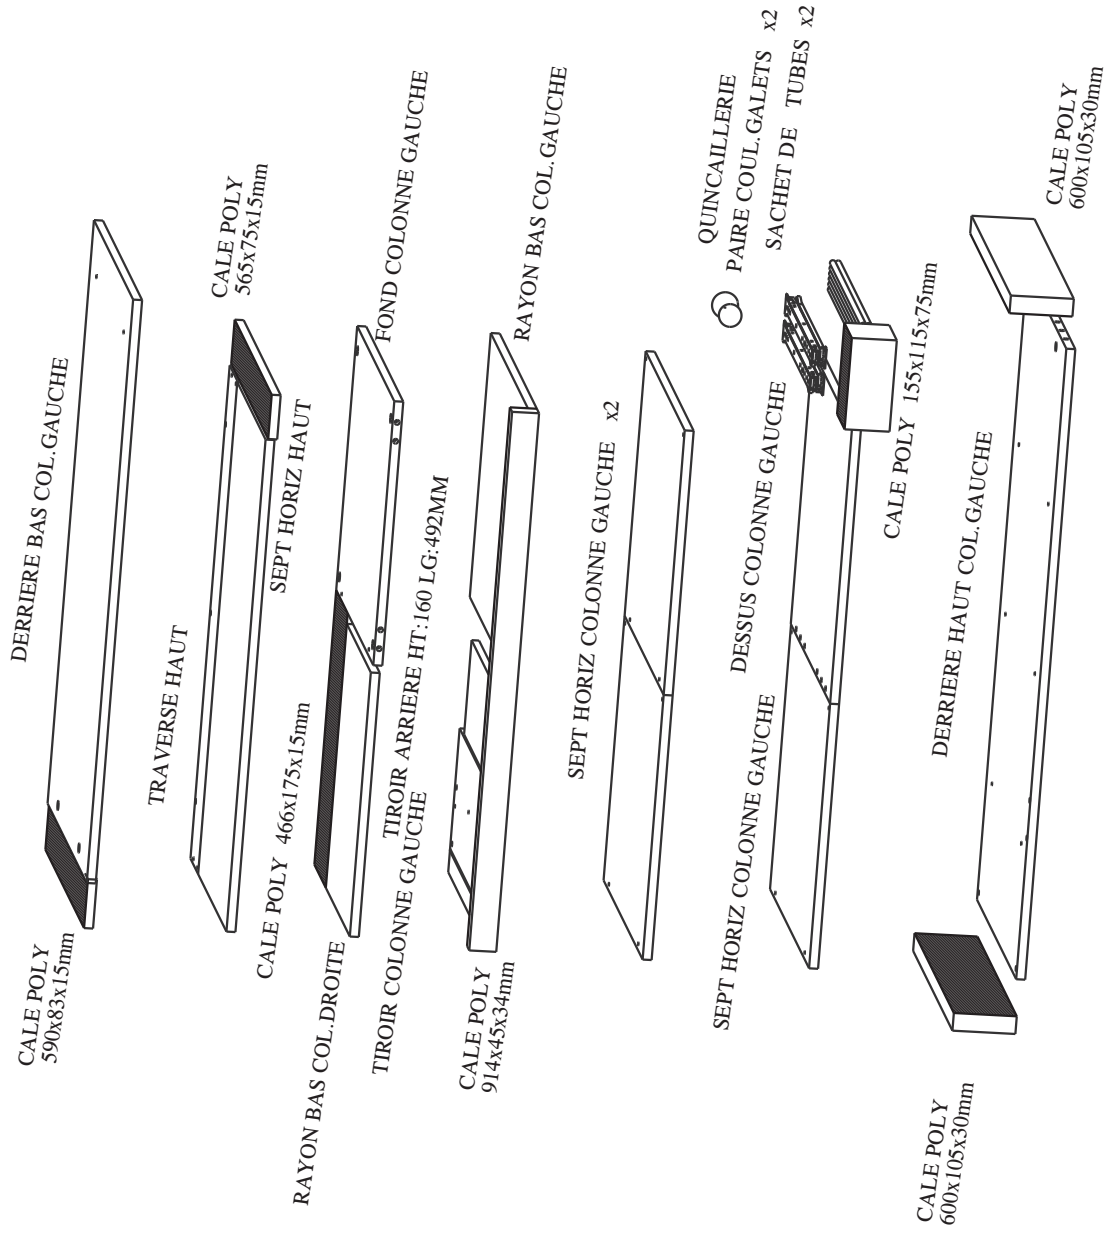 DERRIERE BAS COL.GAUCHE
CALE POLY
590x83x15mm
CALE POLY
565x75x15mm
TRAVERSE HAUT
SEPT HORIZ HAUT
FOND COLONNE GAUCHE
CALE POLY 466x175x15mm
RAYON BAS COL.DROITE
TIROIR ARRIERE HT:160 LG:492MM
TIROIR COLONNE GAUCHE
RAYON BAS COL.GAUCHE
CALE POLY
914x45x34mm
SEPT HORIZ COLONNE GAUCHE x2
QUINCAILLERIE
PAIRE COUL.GALETS x2
SACHET DE TUBES x2
DESSUS COLONNE GAUCHE
SEPT HORIZ COLONNE GAUCHE
CALE POLY 155x115x75mm
DERRIERE HAUT COL.GAUCHE
CALE POLY
600x105x30mm
CALE POLY
600x105x30mm